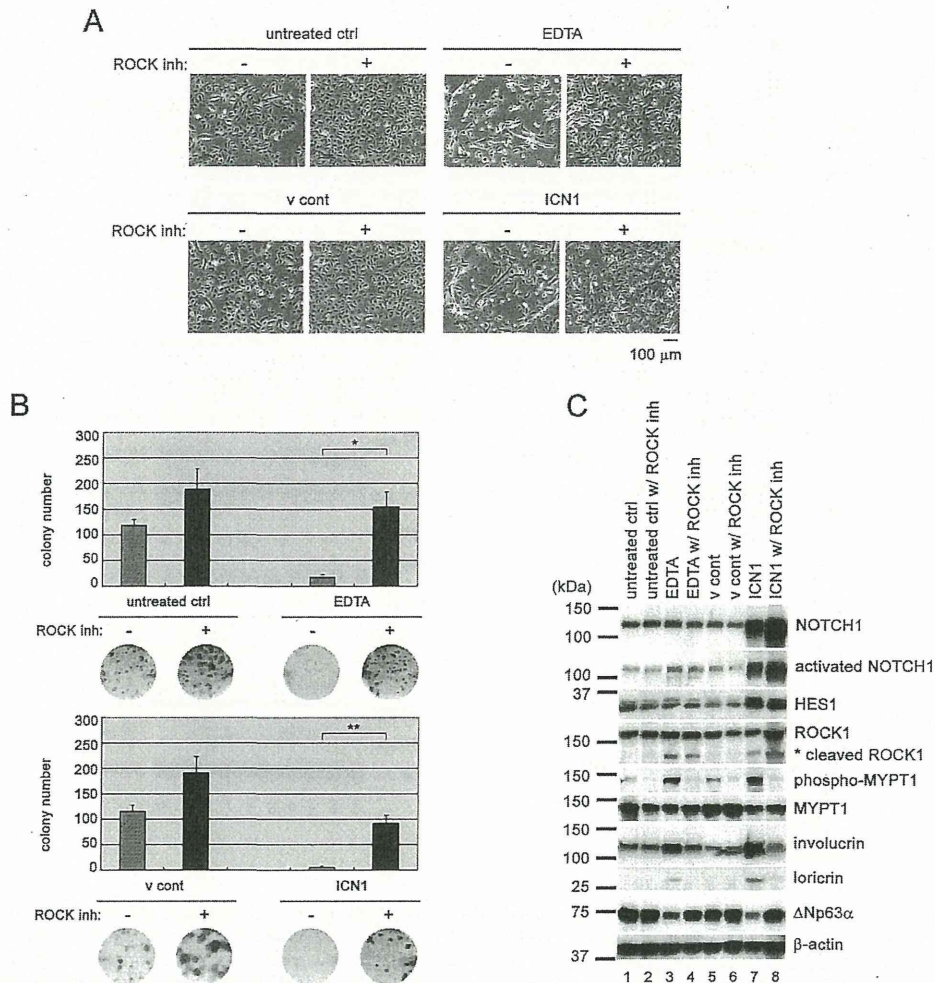 A
untreated ctrl EDTA
ROCK inh: - + - +
v cont ICN1
ROCK inh: - + - +
100 μm
B
300
250
200
150
100
50
0
colony number
*
untreated ctrl EDTA
ROCK inh: - + - +
300
250
200
150
100
50
0
colony number
**
v cont ICN1
ROCK inh: - + - +
C
untreated ctrl
untreated ctrl w/ ROCK inh
EDTA
EDTA w/ ROCK inh
v cont
v cont w/ ROCK inh
ICN1
ICN1 w/ ROCK inh
(kDa)
150
100 NOTCH1
100 activated NOTCH1
37
HES1
ROCK1
150
* cleaved ROCK1
150 phospho-MYPT1
150 MYPT1
150
involucrin
100
loricrin
25
75 ΔNp63α
β-actin
37
1 2 3 4 5 6 7 8